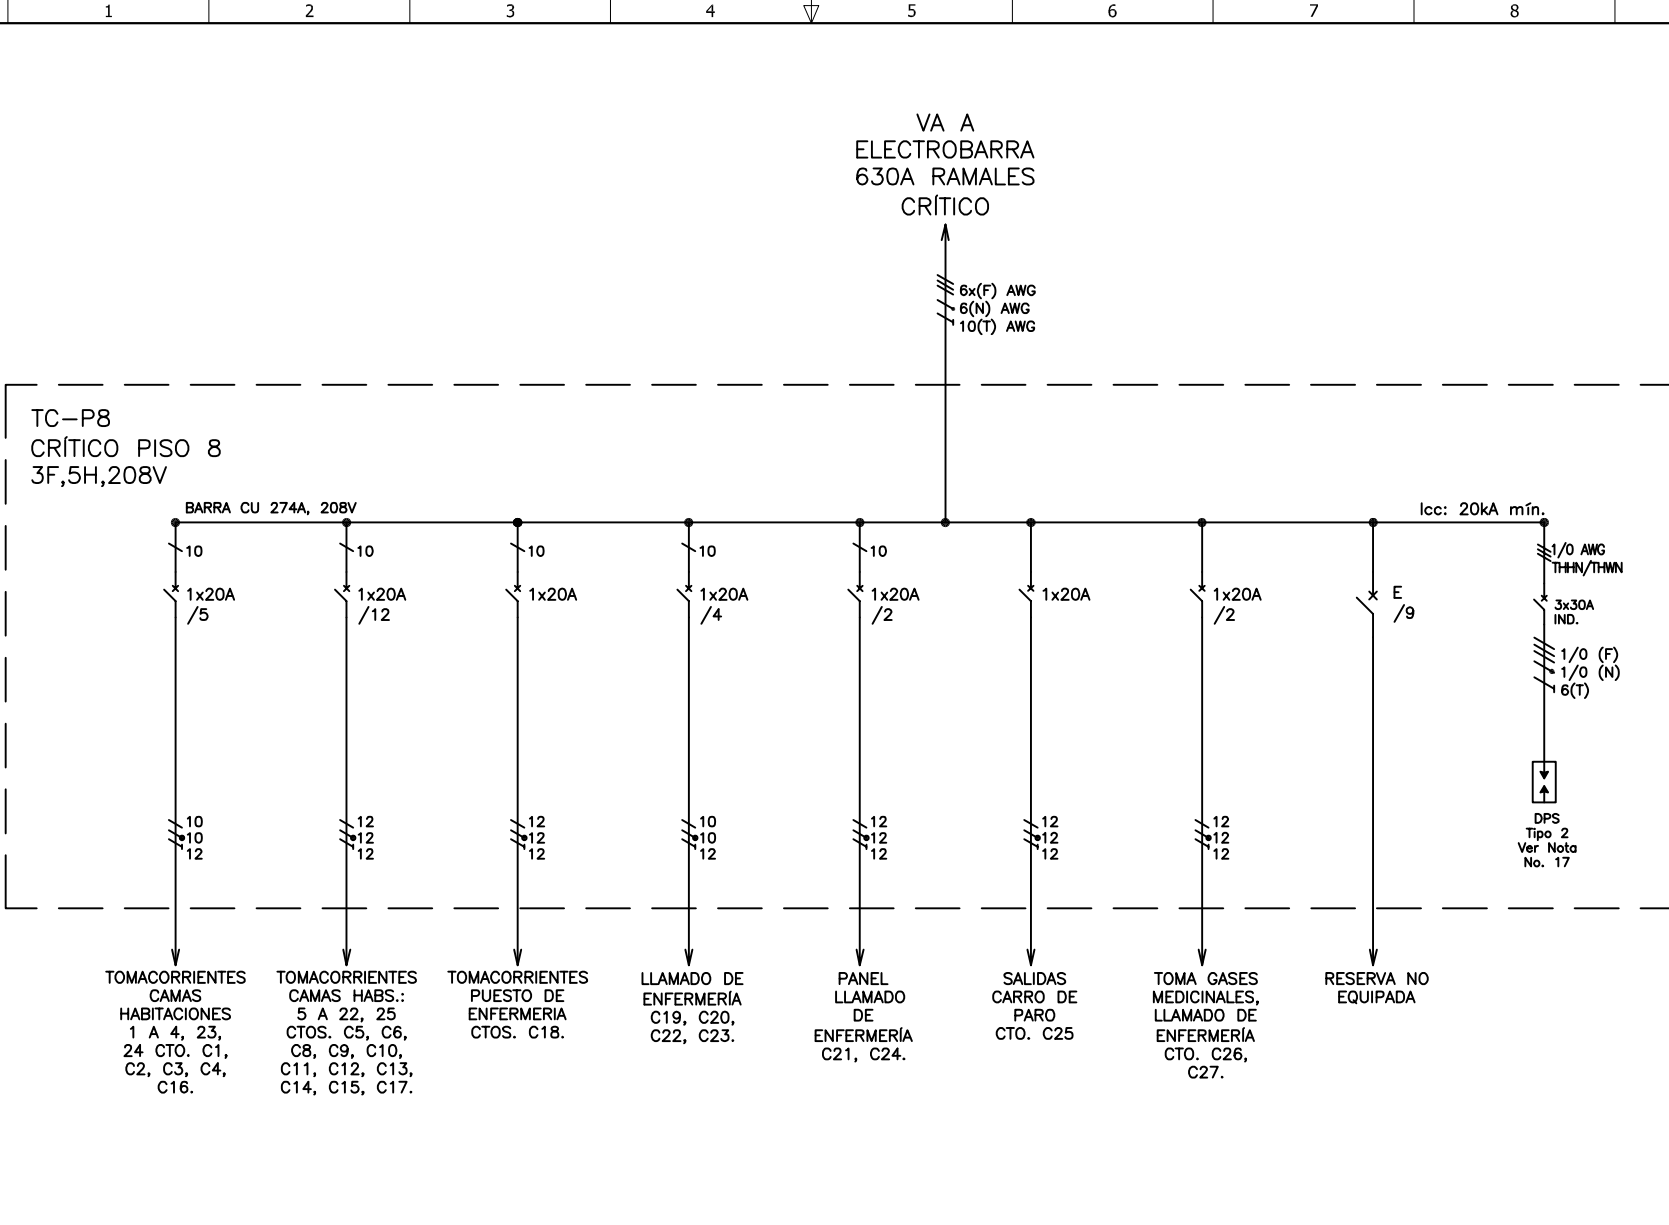 1 2 3 4 5 6 7 8
VA A
ELECTROBARRA
630A RAMALES
CRÍTICO
6x(F) AWG
6(N) AWG
10(T) AWG
TC-P8
CRÍTICO PISO 8
3F,5H,208V
BARRA CU 274A, 208V
Icc: 20kA mín.
10
1x20A
/5
10
10
12
TOMACORRIENTES
CAMAS
HABITACIONES
1 A 4, 23,
24 CTO. C1,
C2, C3, C4,
C16.
10
1x20A
/12
12
12
12
TOMACORRIENTES
CAMAS HABS.:
5 A 22, 25
CTOS. C5, C6,
C8, C9, C10,
C11, C12, C13,
C14, C15, C17.
10
1x20A
12
12
12
TOMACORRIENTES
PUESTO DE
ENFERMERIA
CTOS. C18.
10
1x20A
/4
10
10
12
LLAMADO DE
ENFERMERÍA
C19, C20,
C22, C23.
10
1x20A
/2
12
12
12
PANEL
LLAMADO
DE
ENFERMERÍA
C21, C24.
1x20A
12
12
12
SALIDAS
CARRO DE
PARO
CTO. C25
1x20A
/2
12
12
12
TOMA GASES
MEDICINALES,
LLAMADO DE
ENFERMERÍA
CTO. C26,
C27.
E
/9
RESERVA NO
EQUIPADA
1/0 AWG
THHN/THWN
3x30A
IND.
1/0 (F)
1/0 (N)
6(T)
DPS
Tipo 2
Ver Nota
No. 17